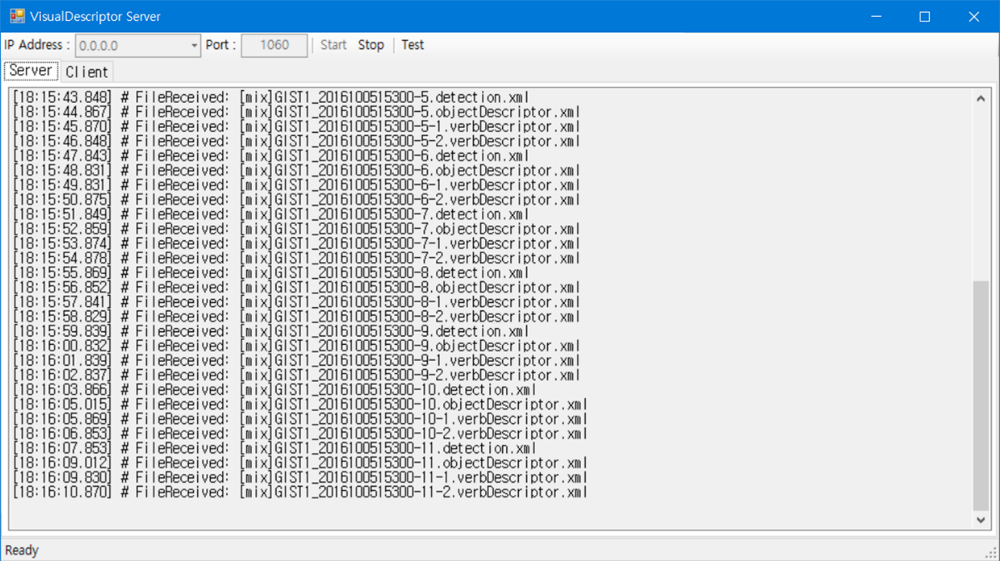 VisualDescriptor Server
IP Address : 0.0.0.0 Port : 1060 Start Stop Test
Server Client
[18:15:43.848] # FileReceived: [mix]GIST1_2016100515300-5.detection.xml
[18:15:44.867] # FileReceived: [mix]GIST1_2016100515300-5.objectDescriptor.xml
[18:15:45.870] # FileReceived: [mix]GIST1_2016100515300-5-1.verbDescriptor.xml
[18:15:46.848] # FileReceived: [mix]GIST1_2016100515300-5-2.verbDescriptor.xml
[18:15:47.843] # FileReceived: [mix]GIST1_2016100515300-6.detection.xml
[18:15:48.831] # FileReceived: [mix]GIST1_2016100515300-6.objectDescriptor.xml
[18:15:49.831] # FileReceived: [mix]GIST1_2016100515300-6-1.verbDescriptor.xml
[18:15:50.875] # FileReceived: [mix]GIST1_2016100515300-6-2.verbDescriptor.xml
[18:15:51.849] # FileReceived: [mix]GIST1_2016100515300-7.detection.xml
[18:15:52.859] # FileReceived: [mix]GIST1_2016100515300-7.objectDescriptor.xml
[18:15:53.874] # FileReceived: [mix]GIST1_2016100515300-7-1.verbDescriptor.xml
[18:15:54.878] # FileReceived: [mix]GIST1_2016100515300-7-2.verbDescriptor.xml
[18:15:55.869] # FileReceived: [mix]GIST1_2016100515300-8.detection.xml
[18:15:56.852] # FileReceived: [mix]GIST1_2016100515300-8.objectDescriptor.xml
[18:15:57.841] # FileReceived: [mix]GIST1_2016100515300-8-1.verbDescriptor.xml
[18:15:58.829] # FileReceived: [mix]GIST1_2016100515300-8-2.verbDescriptor.xml
[18:15:59.839] # FileReceived: [mix]GIST1_2016100515300-9.detection.xml
[18:16:00.832] # FileReceived: [mix]GIST1_2016100515300-9.objectDescriptor.xml
[18:16:01.839] # FileReceived: [mix]GIST1_2016100515300-9-1.verbDescriptor.xml
[18:16:02.837] # FileReceived: [mix]GIST1_2016100515300-9-2.verbDescriptor.xml
[18:16:03.866] # FileReceived: [mix]GIST1_2016100515300-10.detection.xml
[18:16:05.015] # FileReceived: [mix]GIST1_2016100515300-10.objectDescriptor.xml
[18:16:05.869] # FileReceived: [mix]GIST1_2016100515300-10-1.verbDescriptor.xml
[18:16:06.853] # FileReceived: [mix]GIST1_2016100515300-10-2.verbDescriptor.xml
[18:16:07.853] # FileReceived: [mix]GIST1_2016100515300-11.detection.xml
[18:16:09.012] # FileReceived: [mix]GIST1_2016100515300-11.objectDescriptor.xml
[18:16:09.830] # FileReceived: [mix]GIST1_2016100515300-11-1.verbDescriptor.xml
[18:16:10.870] # FileReceived: [mix]GIST1_2016100515300-11-2.verbDescriptor.xml
Ready